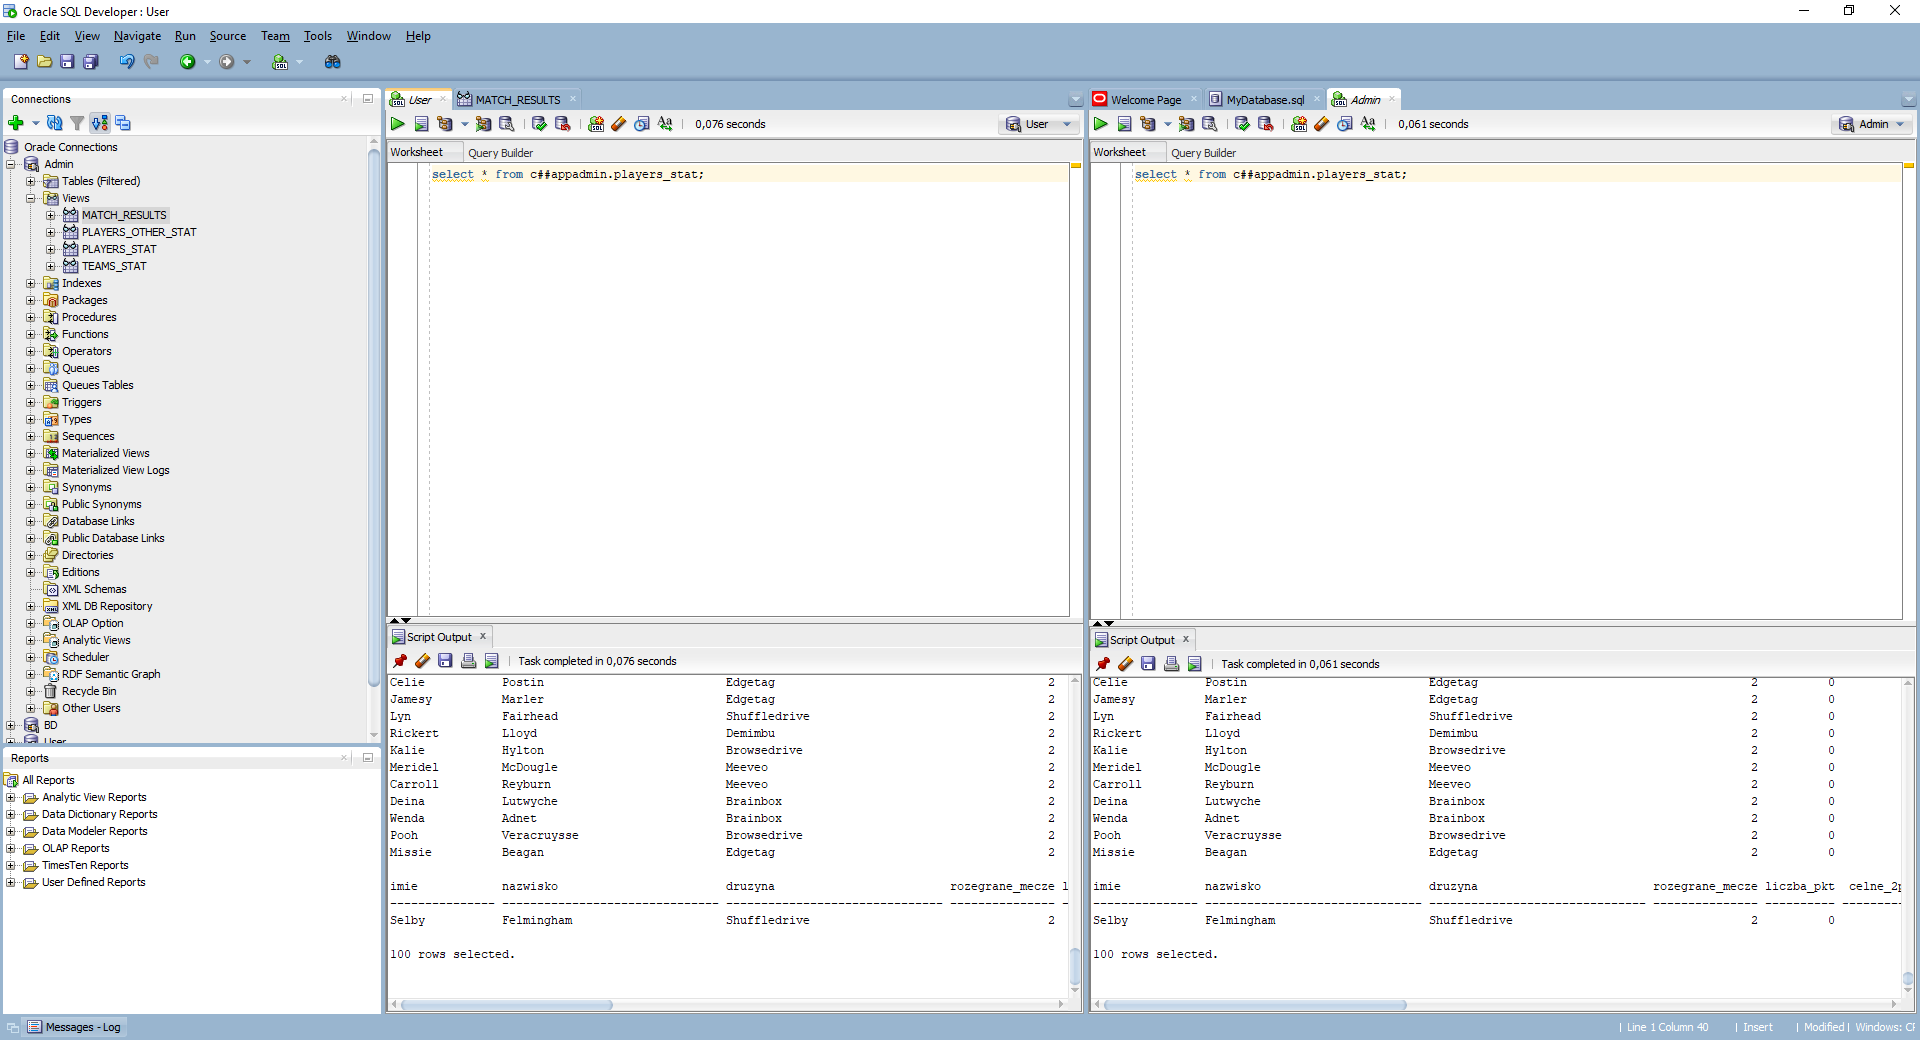 Oracle SQL Developer : User
File Edit View Navigate Run Source Team Tools Window Help
Connections
Oracle Connections
Admin
Tables (Filtered)
Views
MATCH_RESULTS
PLAYERS_OTHER_STAT
PLAYERS_STAT
TEAMS_STAT
Indexes
Packages
Procedures
Functions
Operators
Queues
Queues Tables
Triggers
Types
Sequences
Materialized Views
Materialized View Logs
Synonyms
Public Synonyms
Database Links
Public Database Links
Directories
Editions
XML Schemas
XML DB Repository
OLAP Option
Analytic Views
Scheduler
RDF Semantic Graph
Recycle Bin
Other Users
BD
User
Reports
All Reports
Analytic View Reports
Data Dictionary Reports
Data Modeler Reports
OLAP Reports
TimesTen Reports
User Defined Reports
User MATCH_RESULTS
0,076 seconds User
Worksheet Query Builder
select * from c##appadmin.players_stat;
Script Output
Task completed in 0,076 seconds
Celie Postin Edgetag 2
Jamesy Marler Edgetag 2
Lyn Fairhead Shuffledrive 2
Rickert Lloyd Demimbu 2
Kalie Hylton Browsedrive 2
Meridel McDougle Meeveo 2
Carroll Reyburn Meeveo 2
Deina Lutwyche Brainbox 2
Wenda Adnet Brainbox 2
Pooh Veracruysse Browsedrive 2
Missie Beagan Edgetag 2
imie nazwisko druzyna rozegrane_mecze l
Selby Felmingham Shuffledrive 2
100 rows selected.
Welcome Page MyDatabase.sql Admin
0,061 seconds Admin
Worksheet Query Builder
select * from c##appadmin.players_stat;
Script Output
Task completed in 0,061 seconds
Celie Postin Edgetag 2 0
Jamesy Marler Edgetag 2 0
Lyn Fairhead Shuffledrive 2 0
Rickert Lloyd Demimbu 2 0
Kalie Hylton Browsedrive 2 0
Meridel McDougle Meeveo 2 0
Carroll Reyburn Meeveo 2 0
Deina Lutwyche Brainbox 2 0
Wenda Adnet Brainbox 2 0
Pooh Veracruysse Browsedrive 2 0
Missie Beagan Edgetag 2 0
imie nazwisko druzyna rozegrane_mecze liczba_pkt celne_2p
Selby Felmingham Shuffledrive 2 0
100 rows selected.
Messages - Log
Line 1 Column 40 | Insert | Modified | Windows: CF